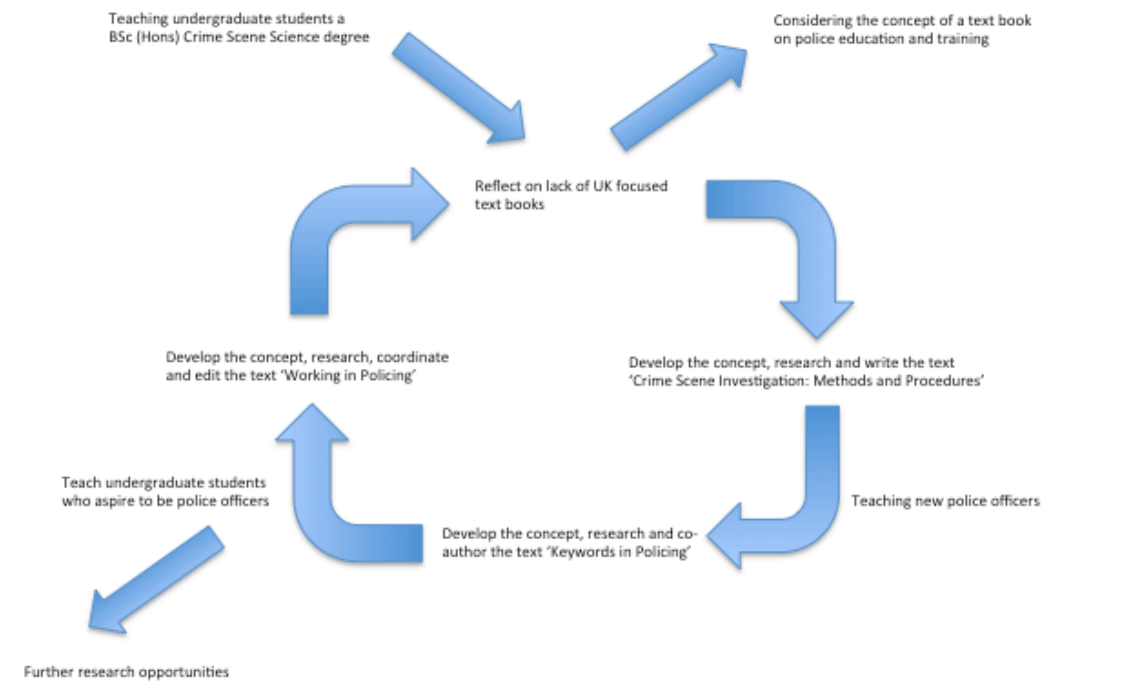 Teaching undergraduate students a
BSc (Hons) Crime Scene Science degree
Considering the concept of a text book
on police education and training
Reflect on lack of UK focused
text books
Develop the concept, research, coordinate
and edit the text ‘Working in Policing’
Develop the concept, research and write the text
‘Crime Scene Investigation: Methods and Procedures’
Teach undergraduate students
who aspire to be police officers
Teaching new police officers
Develop the concept, research and co-
author the text ‘Keywords in Policing’
Further research opportunities